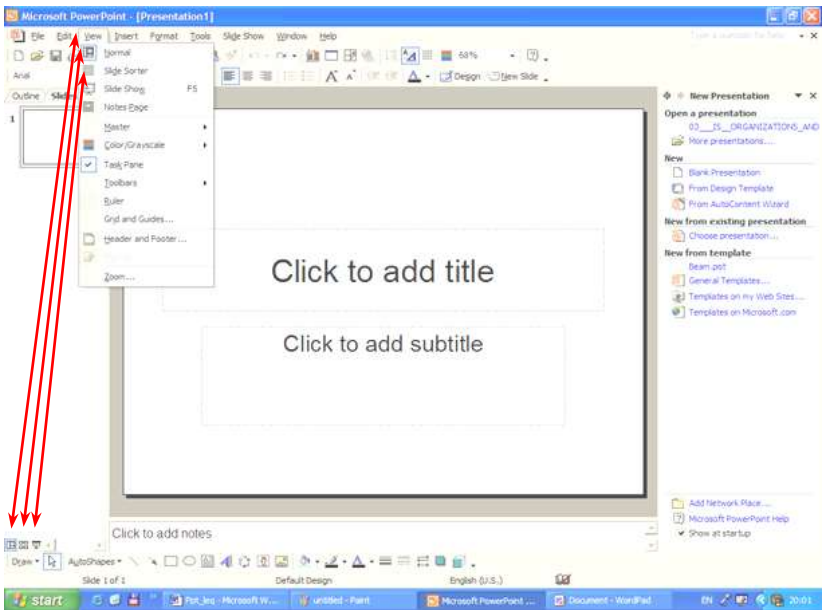 Microsoft PowerPoint - [Presentation1]
File Edit View Insert Format Tools Slide Show Window Help
Arial
68%
Design New Slide
Outline Slides
Normal
Slide Sorter
Slide Show F5
Notes Page
Master
Color/Grayscale
Task Pane
Toolbars
Ruler
Grid and Guides...
Header and Footer...
Zoom...
1
Click to add title
Click to add subtitle
New Presentation
Open a presentation
03___IS__ORGANIZATIONS_AND
More presentations...
New
Blank Presentation
From Design Template
From AutoContent Wizard
New from existing presentation
Choose presentation...
New from template
Beam.pot
General Templates...
Templates on my Web Sites...
Templates on Microsoft.com
Add Network Place...
Microsoft PowerPoint Help
Show at startup
Click to add notes
Draw AutoShapes
Slide 1 of 1 Default Design English (U.S.)
start
Ppt_leq - Microsoft W... untitled - Paint Microsoft PowerPoint ... Document - WordPad EN 20:01